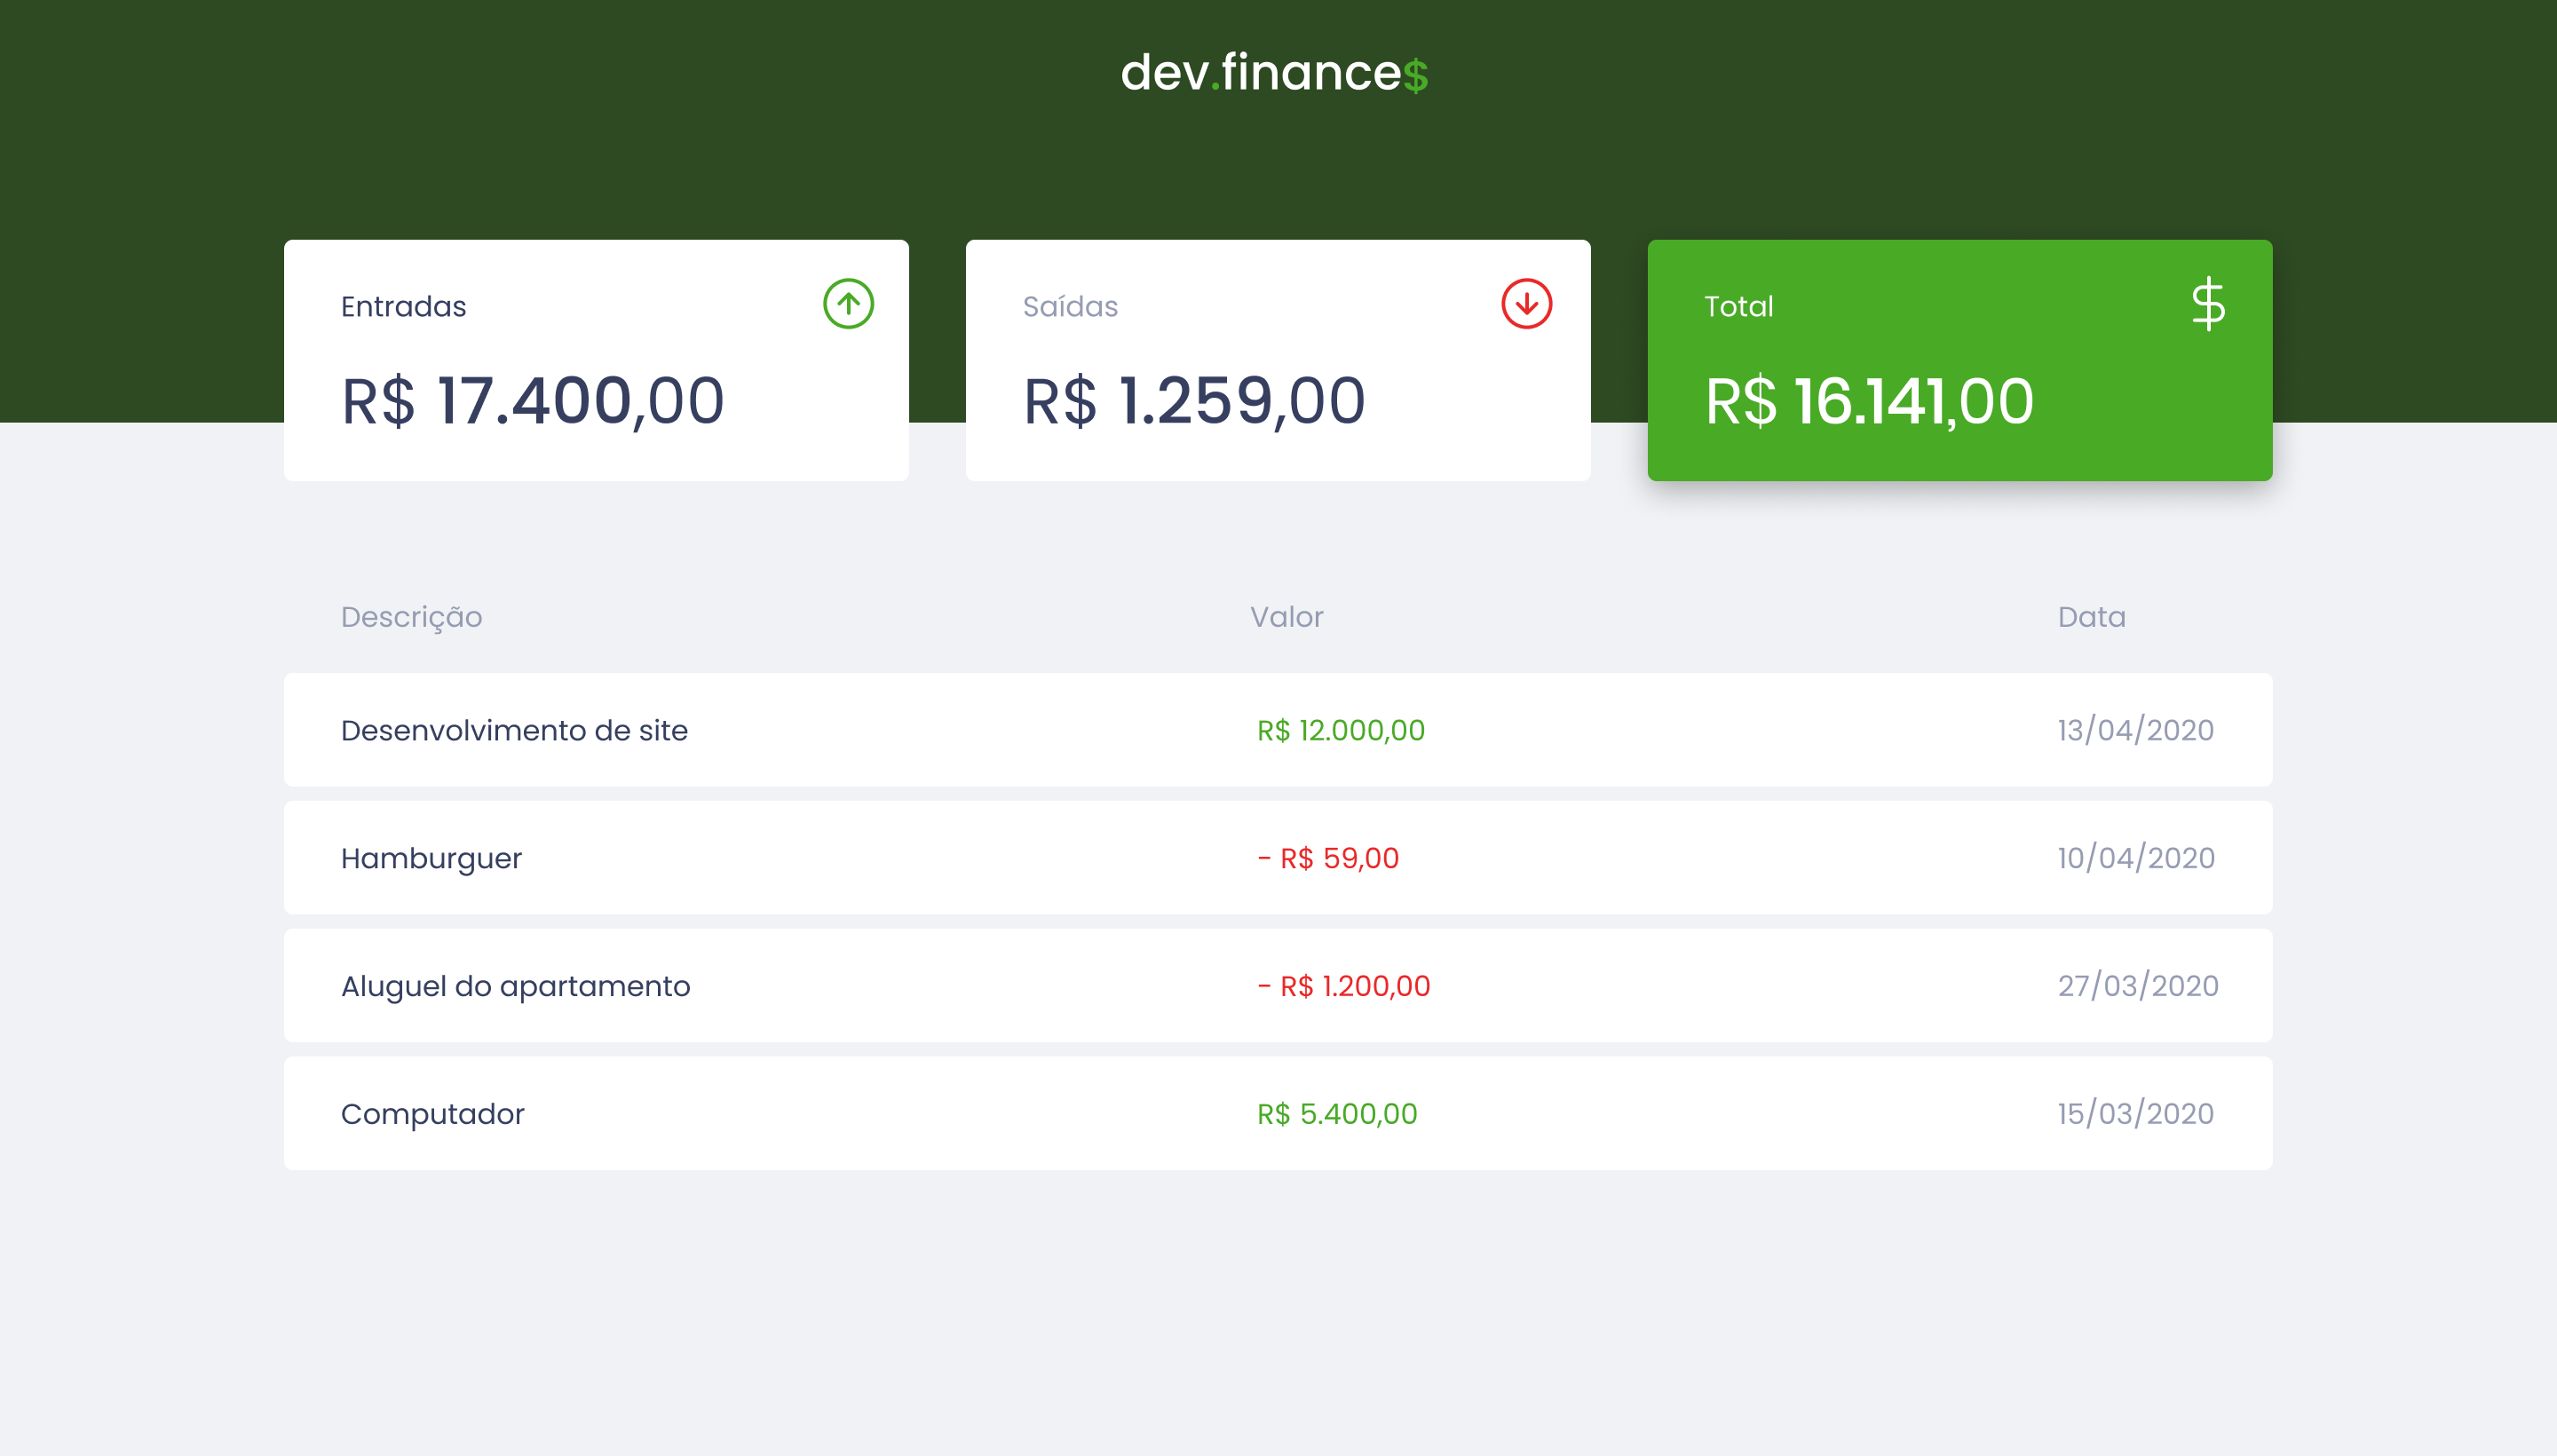 dev.finance$
Entradas
R$ 17.400,00
Saídas
R$ 1.259,00
Total
$
R$ 16.141,00
Descrição Valor Data
Desenvolvimento de site R$ 12.000,00 13/04/2020
Hamburguer - R$ 59,00 10/04/2020
Aluguel do apartamento - R$ 1.200,00 27/03/2020
Computador R$ 5.400,00 15/03/2020